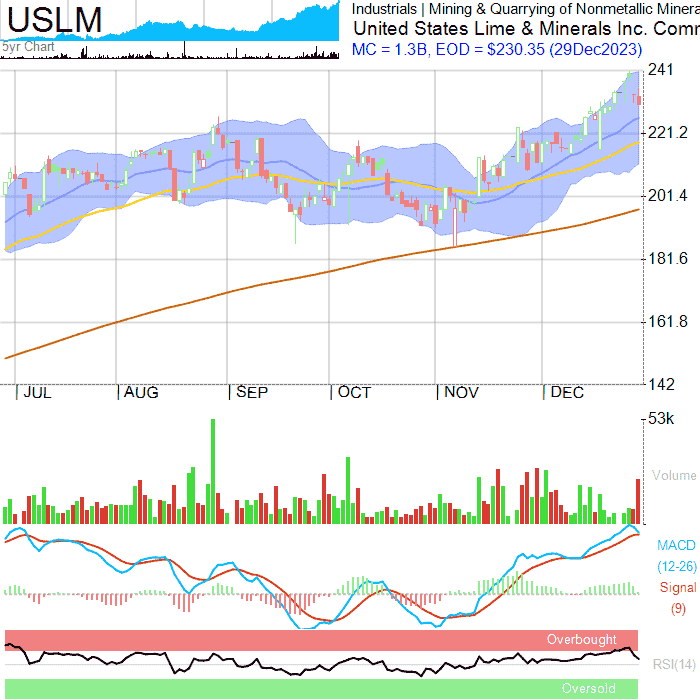 USLM
5yr Chart
Industrials | Mining & Quarrying of Nonmetallic Minera
United States Lime & Minerals Inc. Comr
MC = 1.3B, EOD = $230.35 (29Dec2023)
241
221.2
201.4
181.6
161.8
142
JUL AUG SEP OCT NOV DEC
53k
Volume
MACD
(12-26)
Signal
(9)
Overbought
RSI(14)
Oversold